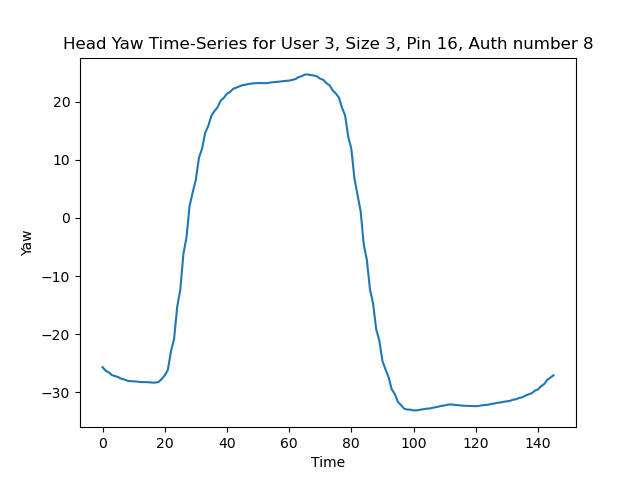 Head Yaw Time-Series for User 3, Size 3, Pin 16, Auth number 8
20
10
0
−10
−20
−30
Yaw
0 20 40 60 80 100 120 140
Time